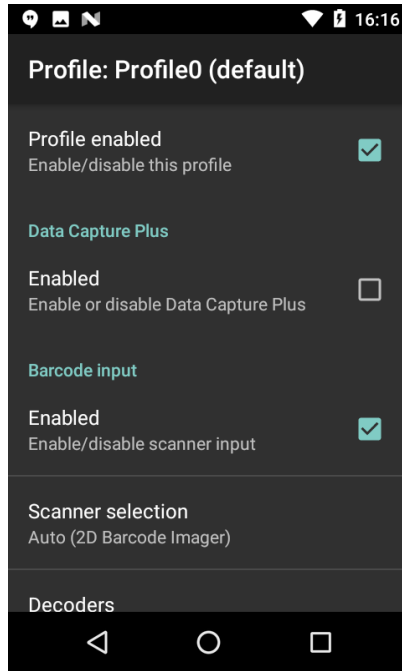 16:16
Profile: Profile0 (default)
Profile enabled
Enable/disable this profile
Data Capture Plus
Enabled
Enable or disable Data Capture Plus
Barcode input
Enabled
Enable/disable scanner input
Scanner selection
Auto (2D Barcode Imager)
Decoders